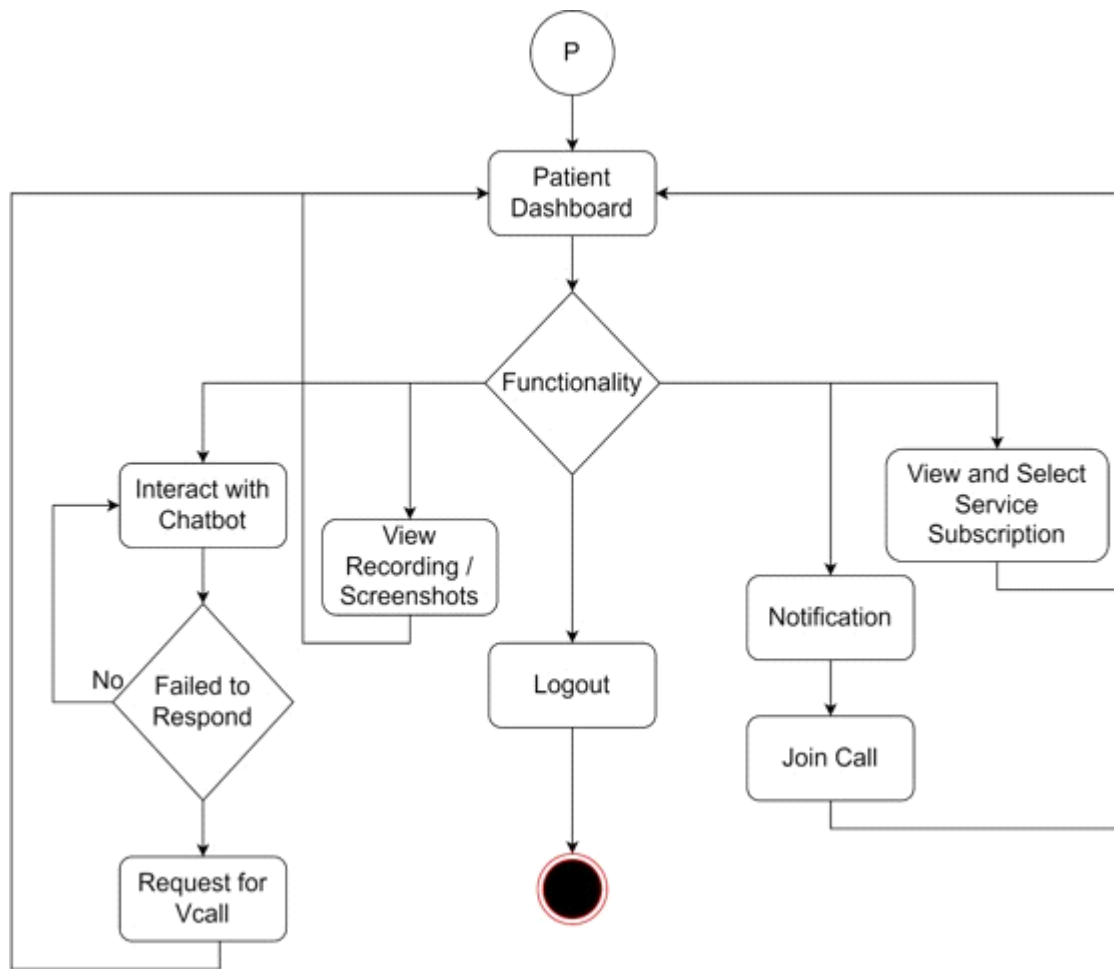 P
Patient
Dashboard
Functionality
Interact with
Chatbot
View
Recording /
Screenshots
View and Select
Service
Subscription
Notification
No
Failed to
Respond
Logout
Join Call
Request for
Vcall